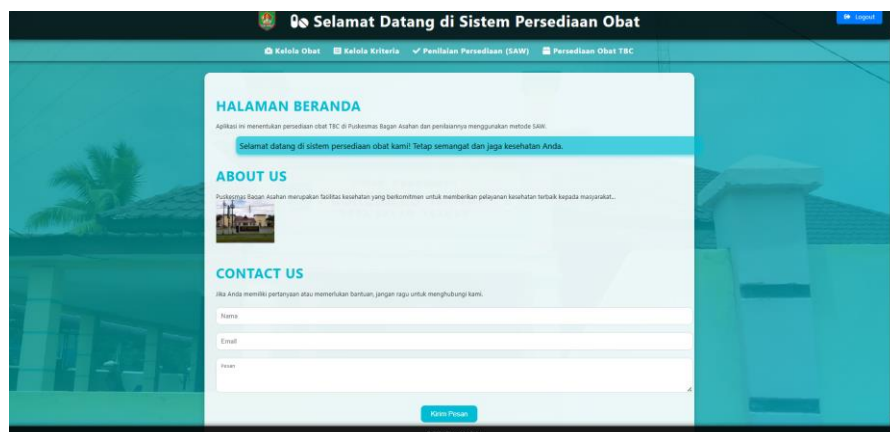 Selamat Datang di Sistem Persediaan Obat
Logout
Kelola Obat Kelola Kriteria Penilaian Persediaan (SAW) Persediaan Obat TBC
HALAMAN BERANDA
Aplikasi ini menentukan persediaan obat TBC di Puskesmas Bagan Asahan dan penilaiannya menggunakan metode SAW.
Selamat datang di sistem persediaan obat kami! Tetap semangat dan jaga kesehatan Anda.
ABOUT US
Puskesmas Bagan Asahan merupakan fasilitas kesehatan yang berkomitmen untuk memberikan pelayanan kesehatan terbaik kepada masyarakat...
CONTACT US
Jika Anda memiliki pertanyaan atau memerlukan bantuan, jangan ragu untuk menghubungi kami.
Name
Email
Pesan
Kirim Pesan